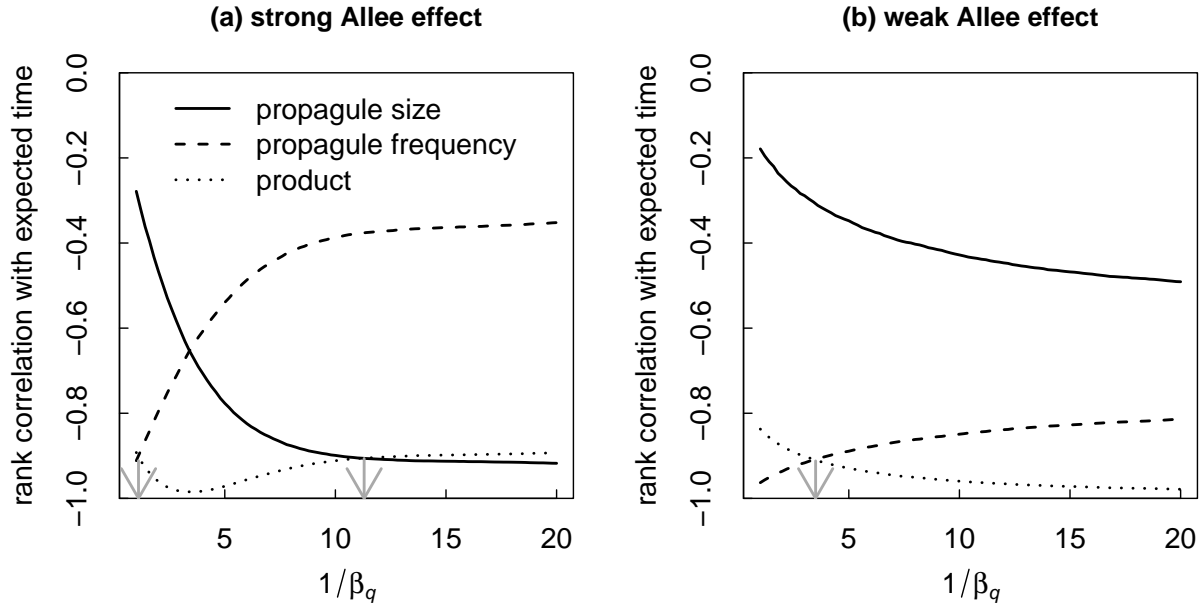 (a) strong Allee effect
rank correlation with expected time
0.0
−0.2
−0.4
−0.6
−0.8
−1.0
propagule size
propagule frequency
product
5
10
15
20
1/βq
(b) weak Allee effect
rank correlation with expected time
0.0
−0.2
−0.4
−0.6
−0.8
−1.0
5
10
15
20
1/βq